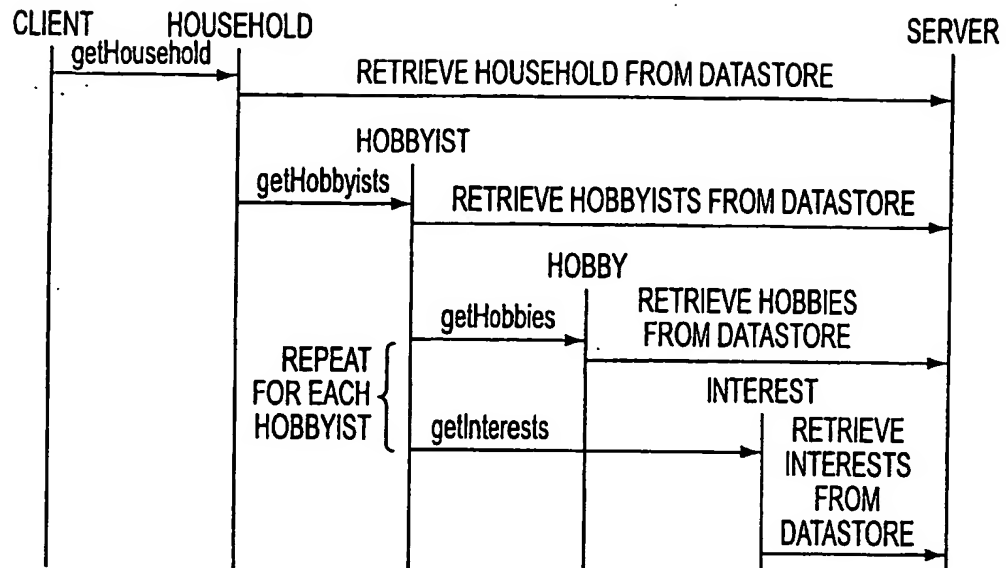 CLIENT HOUSEHOLD SERVER
getHousehold
RETRIEVE HOUSEHOLD FROM DATASTORE
HOBBYIST
getHobbyists
RETRIEVE HOBBYISTS FROM DATASTORE
HOBBY
getHobbies
RETRIEVE HOBBIES
FROM DATASTORE
REPEAT
FOR EACH
HOBBYIST
INTEREST
getInterests
RETRIEVE
INTERESTS
FROM
DATASTORE